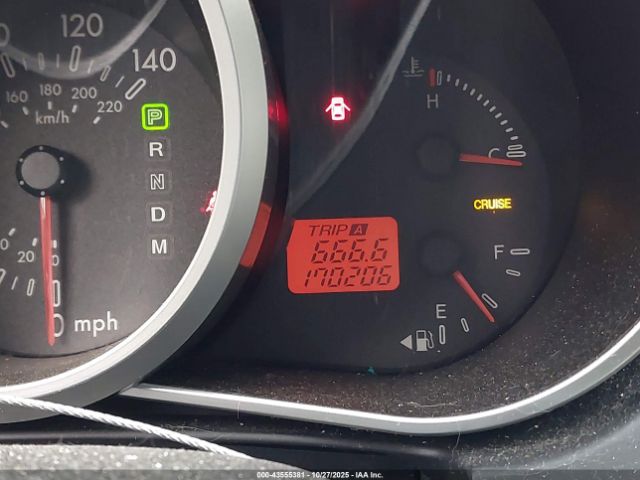 120
140
160 180 200 220
km/h
P
R
N
D
M
20
0
mph
H
C
CRUISE
TRIP A
666.6
170206
F
E
000-43555381 - 10/27/2025 - IAA Inc.